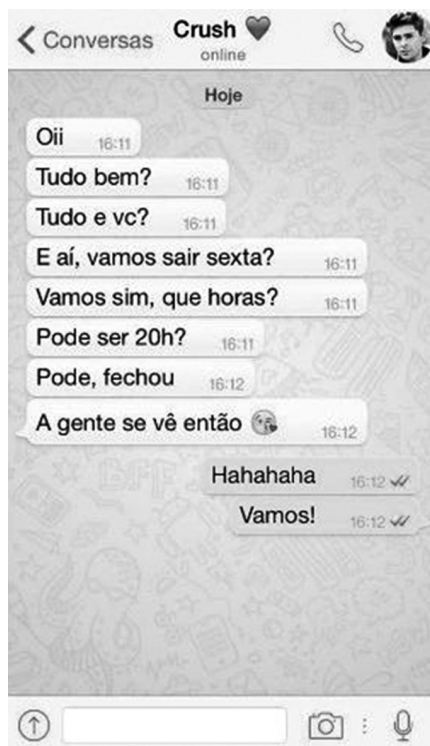 Conversas
Crush
online
Hoje
Oii 16:11
Tudo bem? 16:11
Tudo e vc? 16:11
E aí, vamos sair sexta? 16:11
Vamos sim, que horas? 16:11
Pode ser 20h? 16:11
Pode, fechou 16:12
A gente se vê então 😘 16:12
Hahahaha 16:12
Vamos! 16:12
BFF